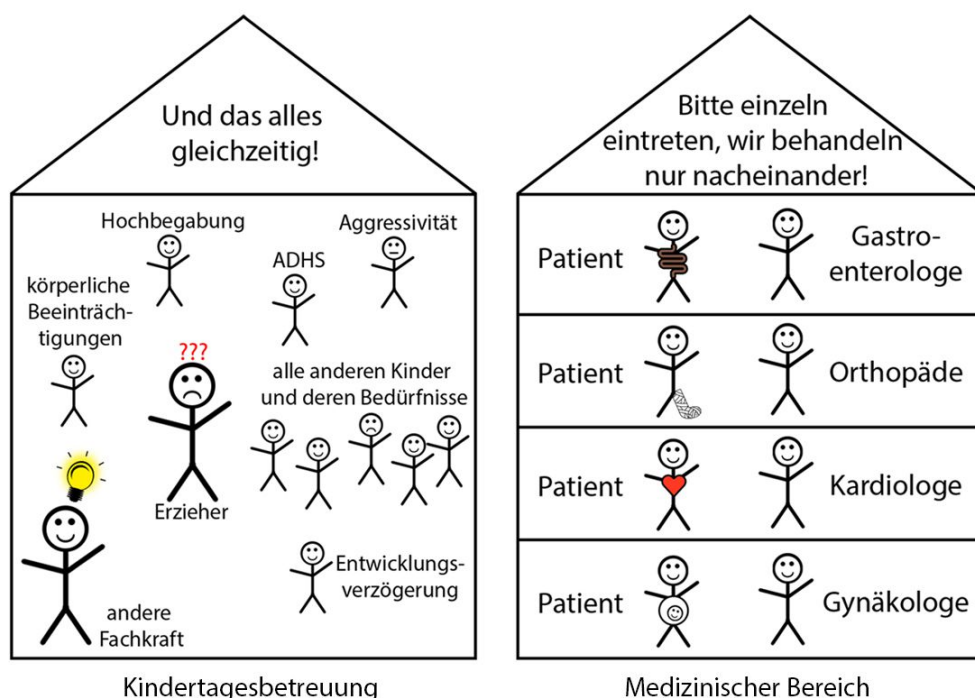 Und das alles
gleichzeitig!
Hochbegabung
Aggressivität
ADHS
körperliche
Beeinträch-
tigungen
???
alle anderen Kinder
und deren Bedürfnisse
Erzieher
Entwicklungs-
verzögerung
andere
Fachkraft
Kindertagesbetreuung
Bitte einzeln
eintreten, wir behandeln
nur nacheinander!
Patient
Gastro-
enterologe
Patient
Orthopäde
Patient
Kardiologe
Patient
Gynäkologe
Medizinischer Bereich